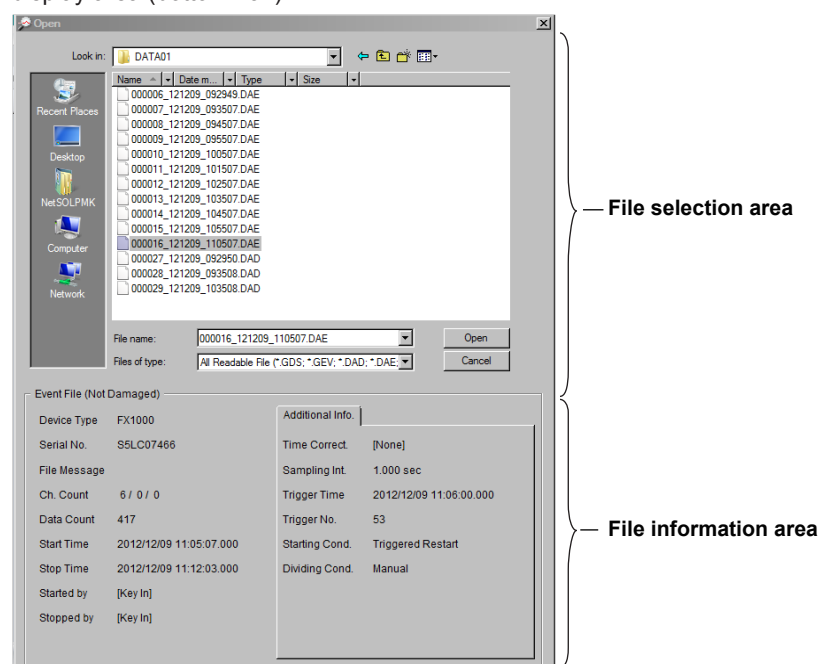 Open
Look in: DATA01
Name Date m... Type Size
000006_121209_092949.DAE
000007_121209_093507.DAE
000008_121209_094507.DAE
000009_121209_095507.DAE
000010_121209_100507.DAE
000011_121209_101507.DAE
000012_121209_102507.DAE
000013_121209_103507.DAE
000014_121209_104507.DAE
000015_121209_105507.DAE
000016_121209_110507.DAE
000027_121209_092950.DAD
000028_121209_093508.DAD
000029_121209_103508.DAD
Recent Places
Desktop
NetSOLPMK
Computer
Network
File name: 000016_121209_110507.DAE Open
Files of type: All Readable File (*.GDS; *.GEV; *.DAD; *.DAE; Cancel
File selection area
Event File (Not Damaged)
Device Type FX1000
Serial No. S5LC07466
File Message
Ch. Count 6 / 0 / 0
Data Count 417
Start Time 2012/12/09 11:05:07.000
Stop Time 2012/12/09 11:12:03.000
Started by [Key In]
Stopped by [Key In]
Additional Info.
Time Correct. [None]
Sampling Int. 1.000 sec
Trigger Time 2012/12/09 11:06:00.000
Trigger No. 53
Starting Cond. Triggered Restart
Dividing Cond. Manual
File information area